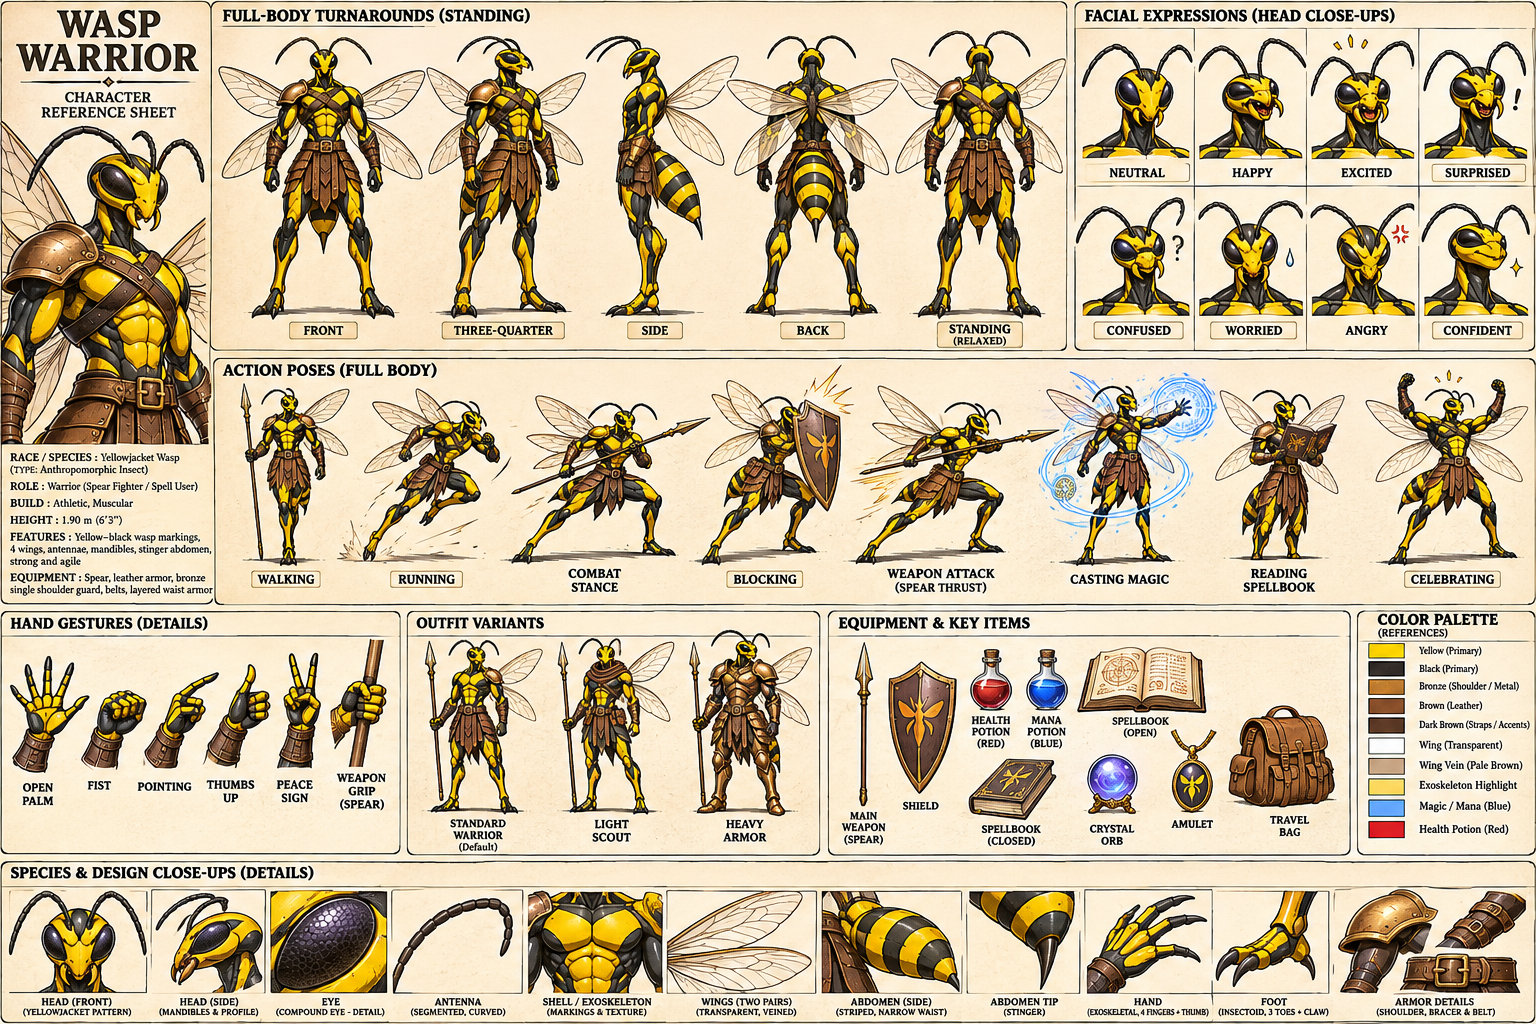 WASP
WARRIOR
CHARACTER
REFERENCE SHEET
RACE / SPECIES : Yellowjacket Wasp
(TYPE: Anthropomorphic Insect)
ROLE : Warrior (Spear Fighter / Spell User)
BUILD : Athletic, Muscular
HEIGHT : 1.90 m (6'3")
FEATURES : Yellow-black wasp markings,
4 wings, antennae, mandibles, stinger abdomen,
strong and agile
EQUIPMENT : Spear, leather armor, bronze
single shoulder guard, belts, layered waist armor
FULL-BODY TURNAROUNDS (STANDING)
FRONT
THREE-QUARTER
SIDE
BACK
STANDING
(RELAXED)
FACIAL EXPRESSIONS (HEAD CLOSE-UPS)
!
NEUTRAL
HAPPY
EXCITED
SURPRISED
?
CONFUSED
WORRIED
ANGRY
CONFIDENT
ACTION POSES (FULL BODY)
WALKING
RUNNING
COMBAT
STANCE
BLOCKING
WEAPON ATTACK
(SPEAR THRUST)
CASTING MAGIC
READING
SPELLBOOK
CELEBRATING
HAND GESTURES (DETAILS)
OPEN
PALM
FIST
POINTING
THUMBS
UP
PEACE
SIGN
WEAPON
GRIP
(SPEAR)
OUTFIT VARIANTS
STANDARD
WARRIOR
(Default)
LIGHT
SCOUT
HEAVY
ARMOR
EQUIPMENT & KEY ITEMS
MAIN
WEAPON
(SPEAR)
SHIELD
HEALTH
POTION
(RED)
MANA
POTION
(BLUE)
SPELLBOOK
(OPEN)
SPELLBOOK
(CLOSED)
CRYSTAL
ORB
AMULET
TRAVEL
BAG
COLOR PALETTE
(REFERENCES)
Yellow (Primary)
Black (Primary)
Bronze (Shoulder / Metal)
Brown (Leather)
Dark Brown (Straps / Accents)
Wing (Transparent)
Wing Vein (Pale Brown)
Exoskeleton Highlight
Magic / Mana (Blue)
Health Potion (Red)
SPECIES & DESIGN CLOSE-UPS (DETAILS)
HEAD (FRONT)
(YELLOWJACKET PATTERN)
HEAD (SIDE)
(MANDIBLES & PROFILE)
EYE
(COMPOUND EYE - DETAIL)
ANTENNA
(SEGMENTED, CURVED)
SHELL / EXOSKELETON
(MARKINGS & TEXTURE)
WINGS (TWO PAIRS)
(TRANSPARENT, VEINED)
ABDOMEN (SIDE)
(STRIPED, NARROW WAIST)
ABDOMEN TIP
(STINGER)
HAND
(EXOSKELETAL, 4 FINGERS + THUMB)
FOOT
(INSECTOID, 3 TOES + CLAW)
ARMOR DETAILS
(SHOULDER, BRACER & BELT)